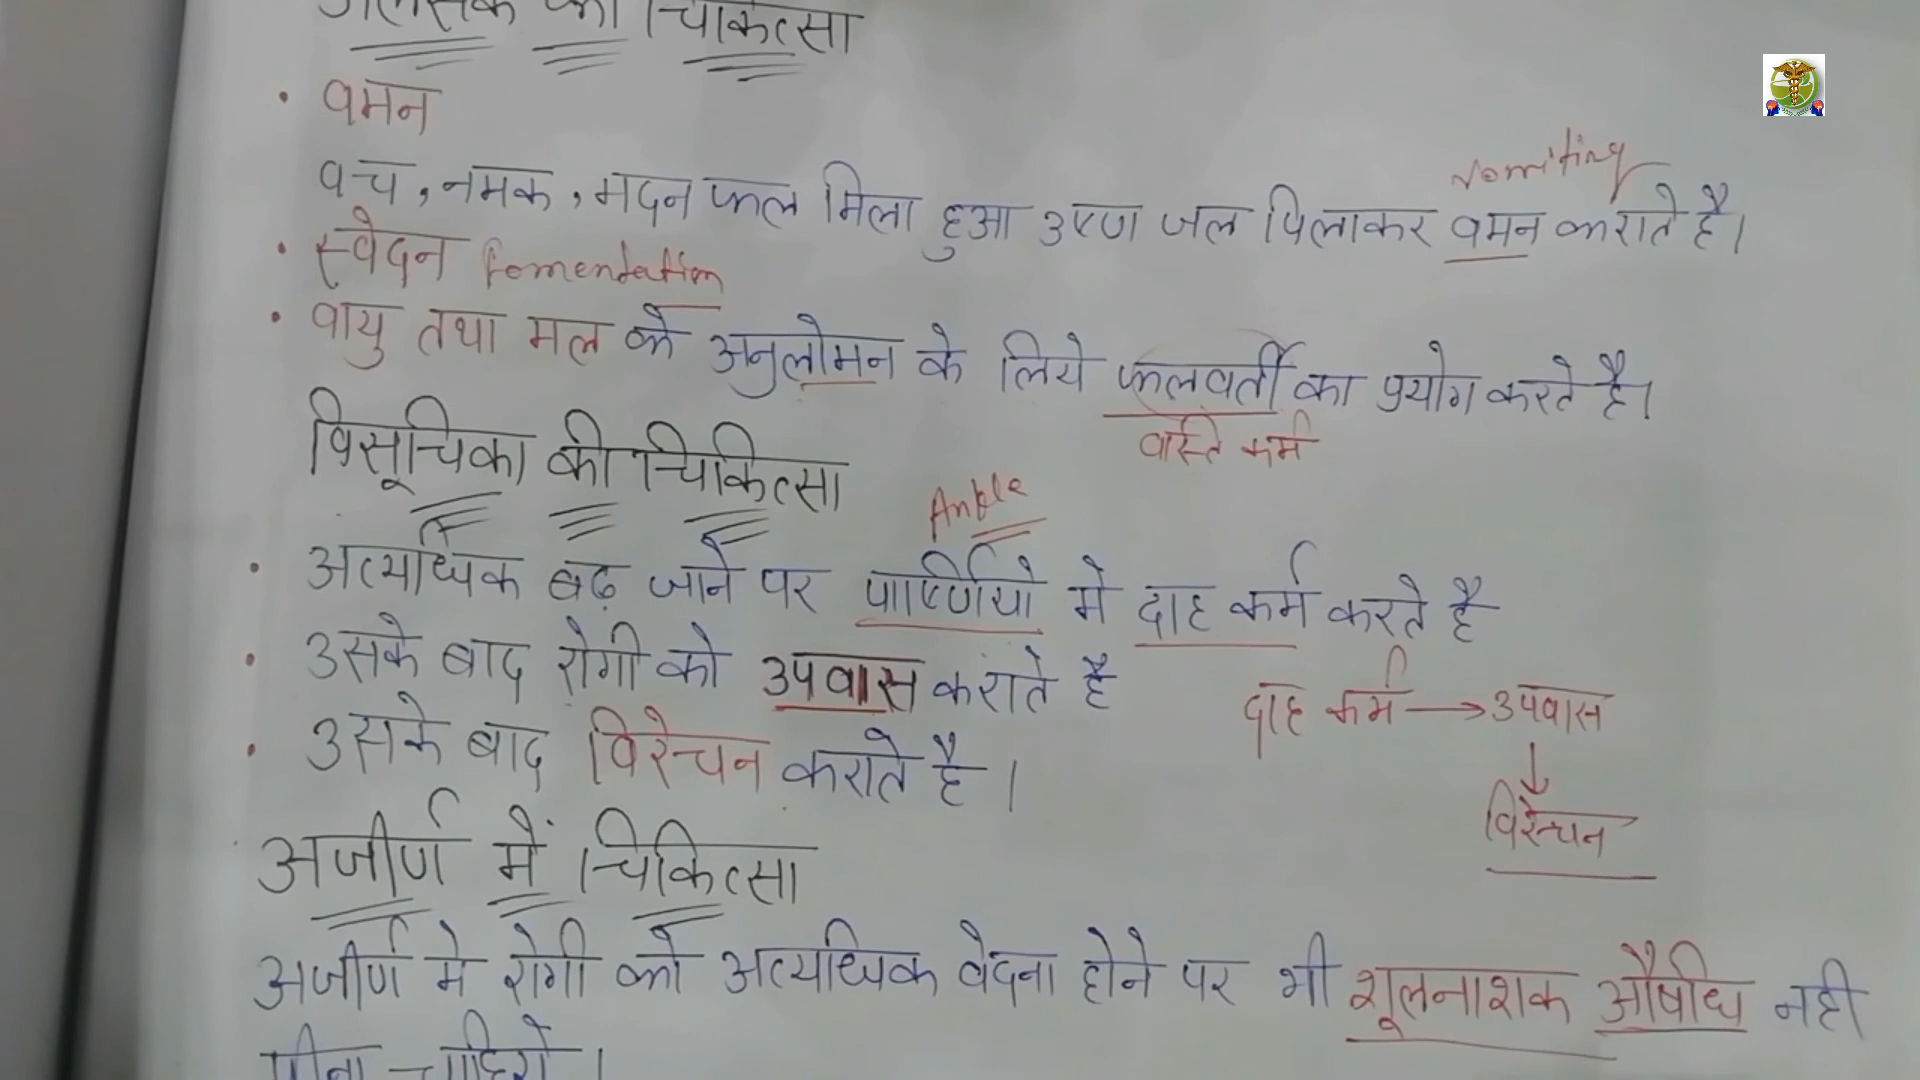 अलसक की चिकित्सा
• वमन
vomiting
वच, नमक, मदन फल मिला हुआ उष्ण जल पिलाकर वमन कराते है।
• स्वेदन fomentation
• वायु तथा मल को अनुलोमन के लिये फलवर्ती का प्रयोग करते है।
वस्ति कर्म
विसूचिका की चिकित्सा
Ankle
• अत्यधिक बढ़ जाने पर पार्ष्णियो मे दाह कर्म करते है
• उसके बाद रोगी को उपवास कराते है
दाह कर्म → उपवास
↓
• उसके बाद विरेचन कराते है।
विरेचन
अजीर्ण में चिकित्सा
अजीर्ण मे रोगी को अत्यधिक वेदना होने पर भी शूलनाशक औषधि नही
पीना चाहिये।